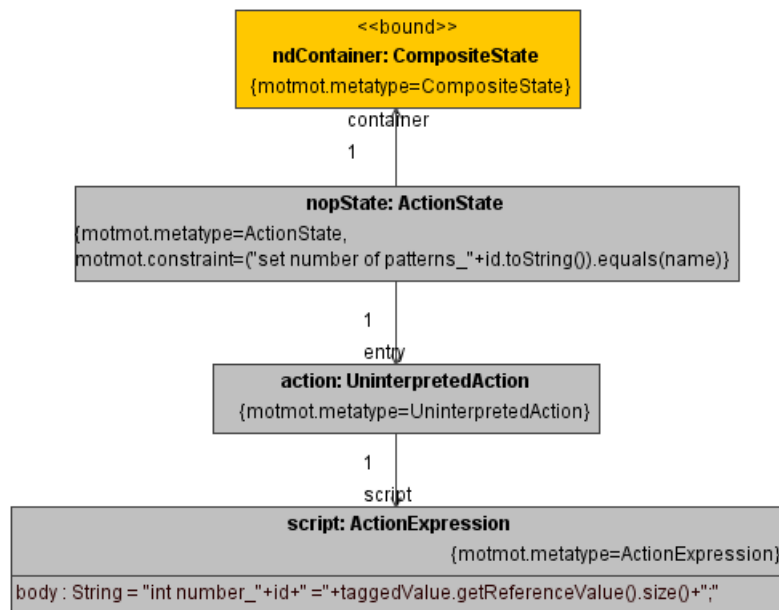 <<bound>>
ndContainer: CompositeState
{motmot.metatype=CompositeState}
container
1
nopState: ActionState
{motmot.metatype=ActionState,
motmot.constraint=("set number of patterns_"+id.toString()).equals(name)}
1
entry
action: UninterpretedAction
{motmot.metatype=UninterpretedAction}
1
script
script: ActionExpression
{motmot.metatype=ActionExpression}
body : String = "int number_"+id+" ="+taggedValue.getReferenceValue().size()+";"